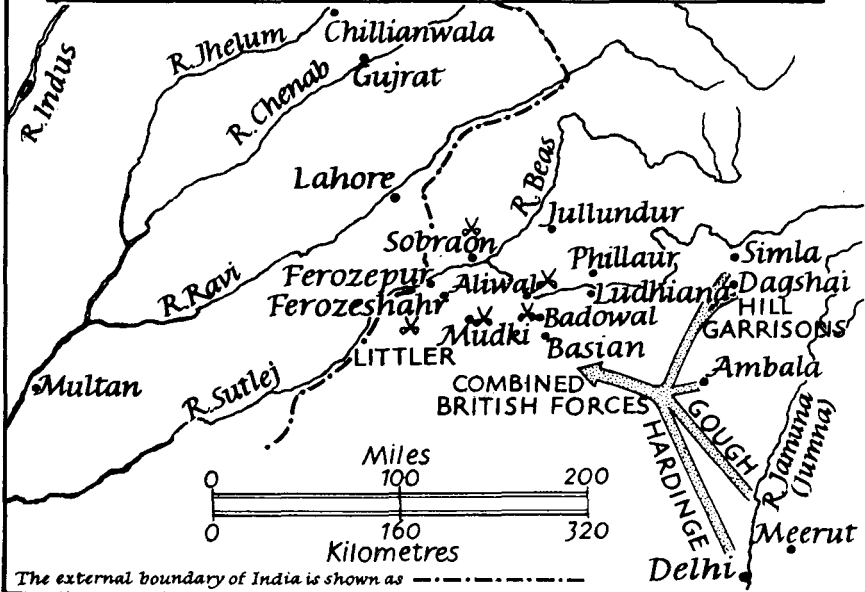 R. Indus
R. Jhelum
Chillianwala
R. Chenab
Gujrat
Lahore
R. Beas
Jullundur
Sobraon
Simla
Phillaur
Ferozepur
Aliwal
Dagshai
Ferozeshahr
Ludhiana
HILL
GARRISONS
R. Ravi
Mudki
Badowal
LITTLER
Basian
Multan
R. Sutlej
COMBINED
BRITISH FORCES
Ambala
GOUGH
HARDINGE
R. Jamuna
(Jumna)
Miles
0 100 200
0 160 320
Kilometres
Meerut
Delhi
The external boundary of India is shown as